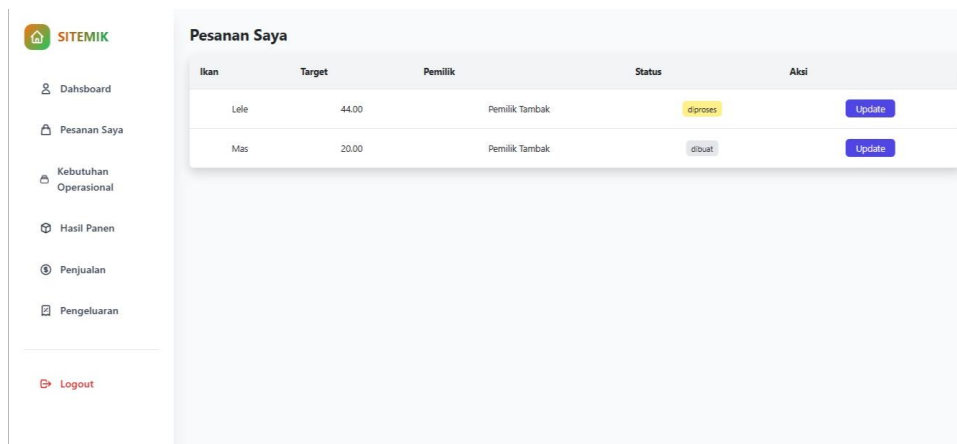 SITEMIK
Dahsboard
Pesanan Saya
Kebutuhan
Operasional
Hasil Panen
Penjualan
Pengeluaran
Logout
Pesanan Saya
Ikan Target Pemilik Status Aksi
Lele 44.00 Pemilik Tambak diproses Update
Mas 20.00 Pemilik Tambak dibuat Update